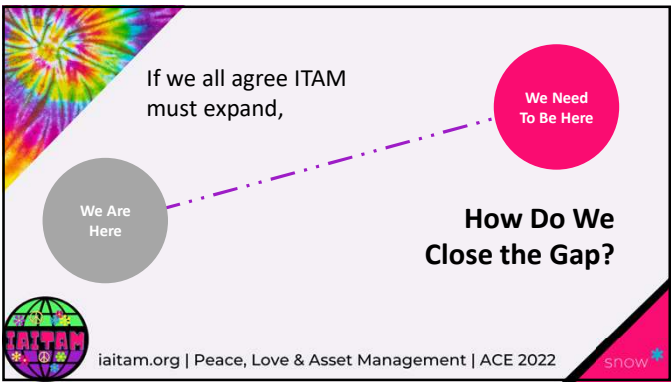 If we all agree ITAM
must expand,
We Need
To Be Here
We Are
Here
How Do We
Close the Gap?
IAITAM
iaitam.org | Peace, Love & Asset Management | ACE 2022
snow